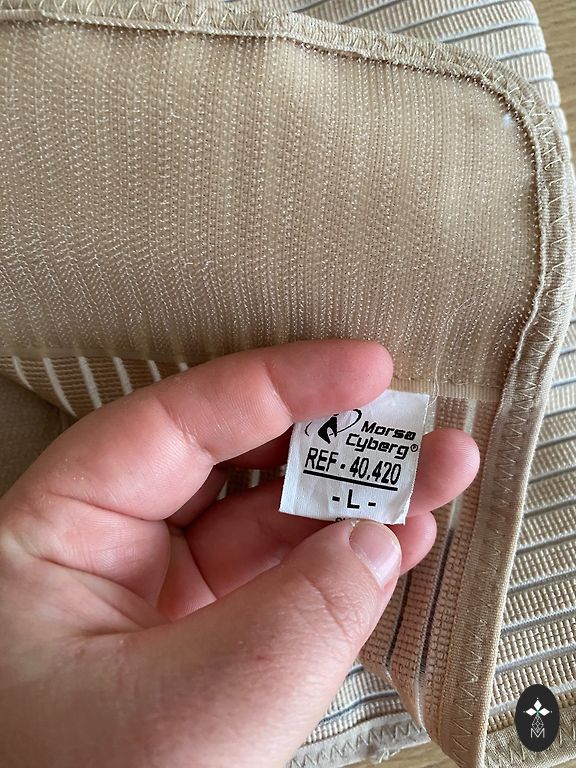 Morsa
Cyberg®
REF - 40.420
- L -
M